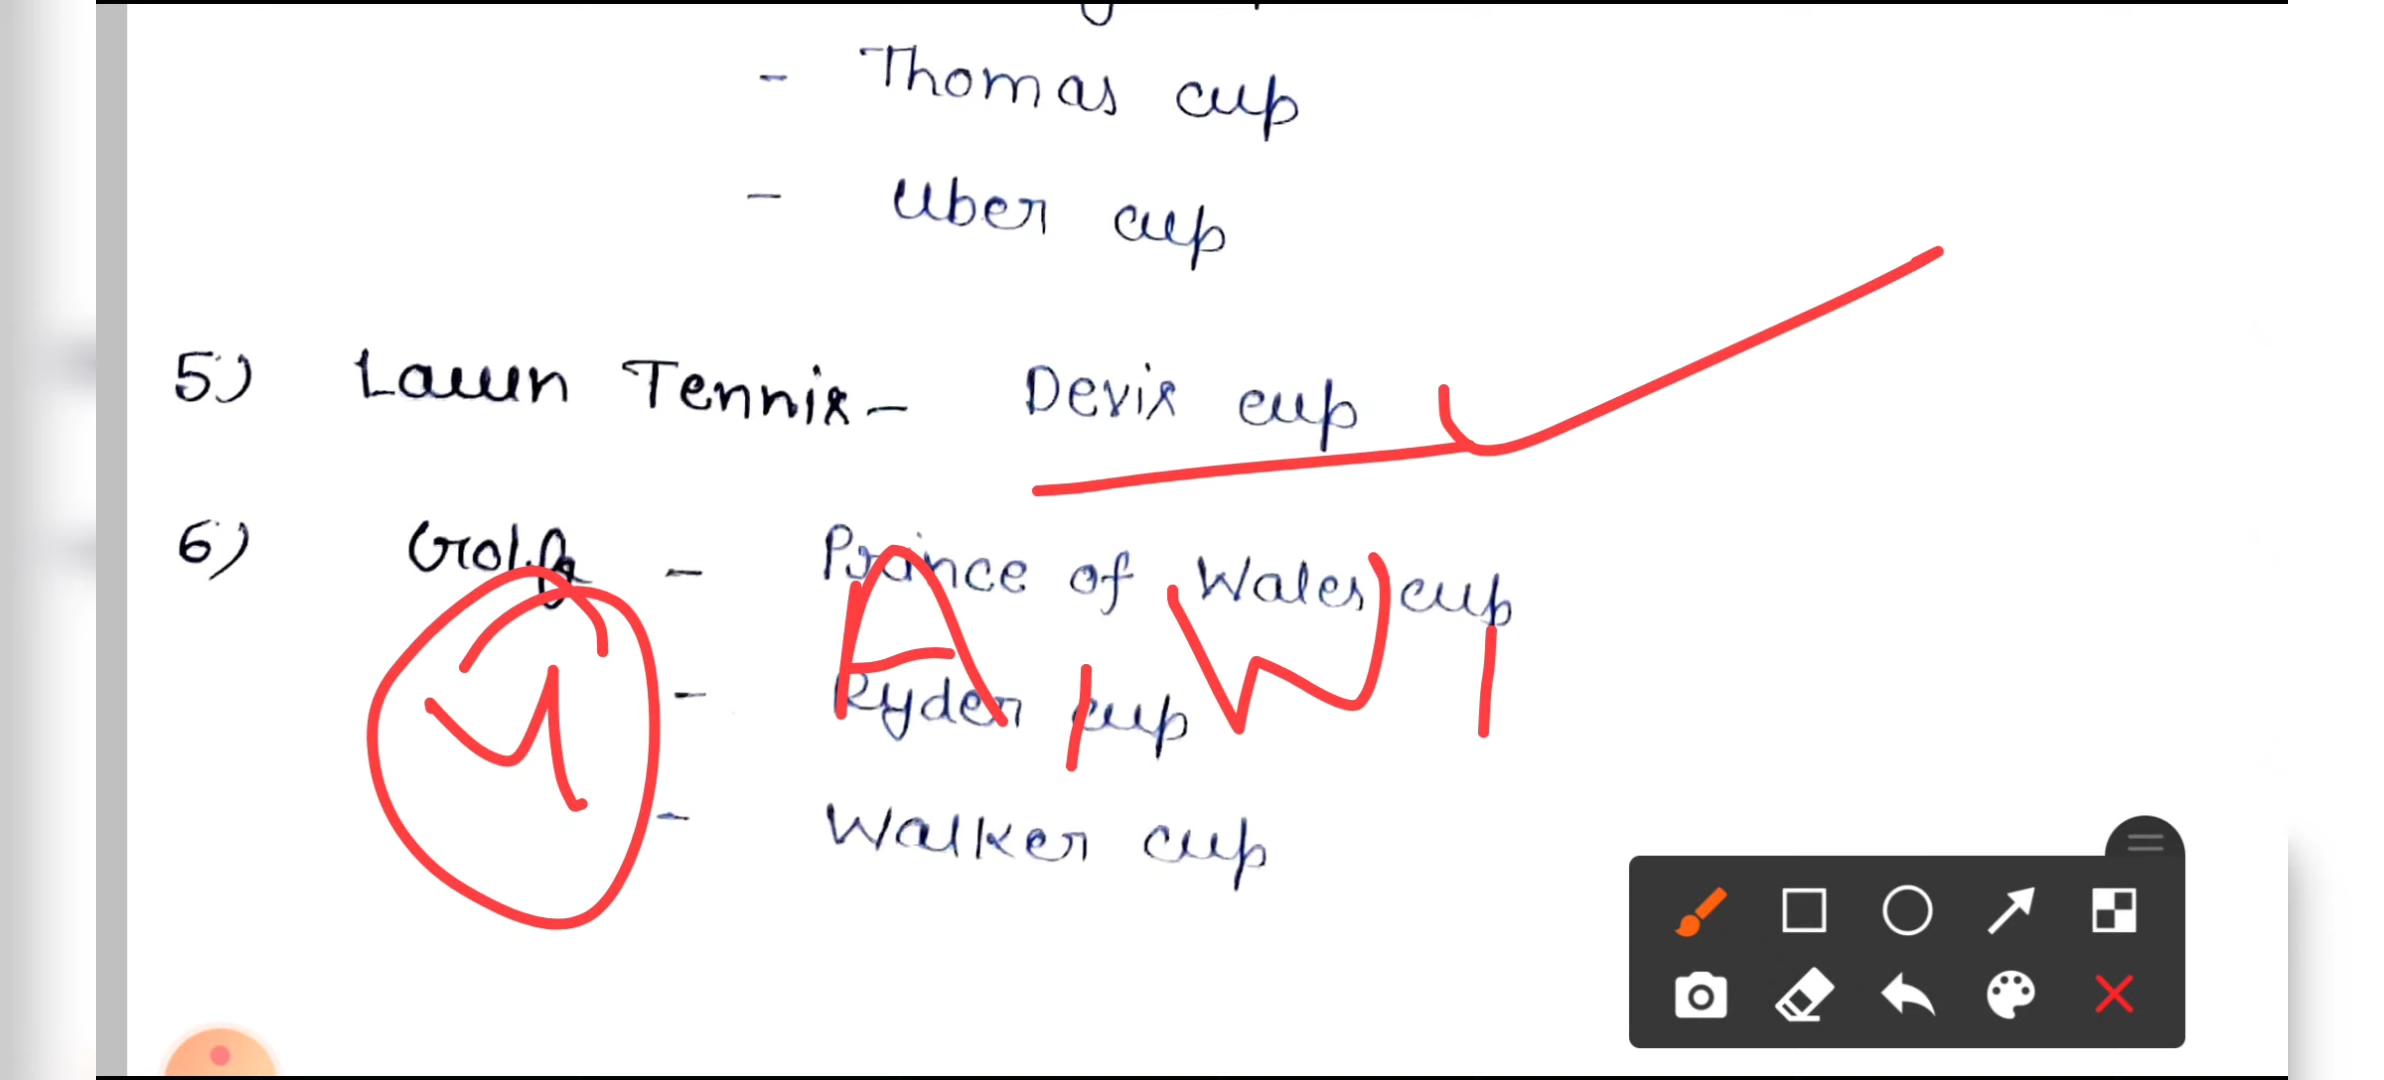 - Thomas cup
- Uber cup
5) Lawn Tennis - Devis cup
6) Golf - Prince of Wales cup
- Ryder cup
- Walker cup
A, W,